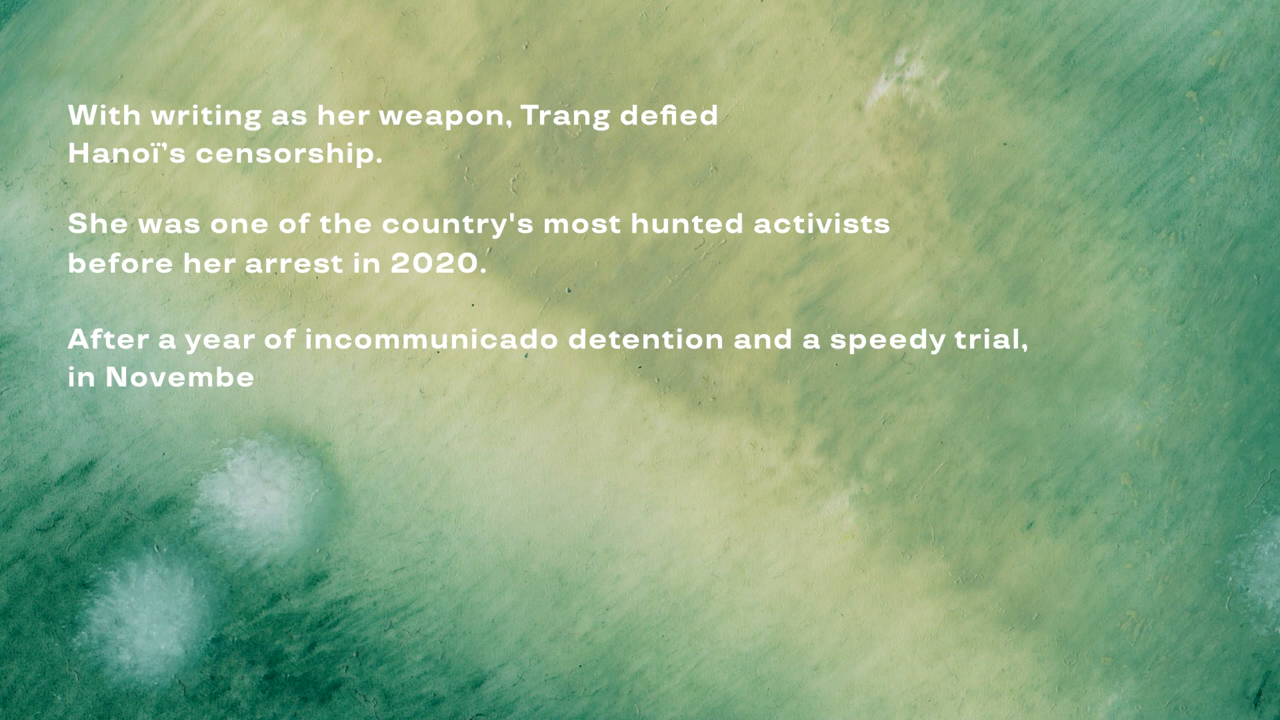 With writing as her weapon, Trang defied
Hanoï's censorship.
She was one of the country's most hunted activists
before her arrest in 2020.
After a year of incommunicado detention and a speedy trial,
in Novembe